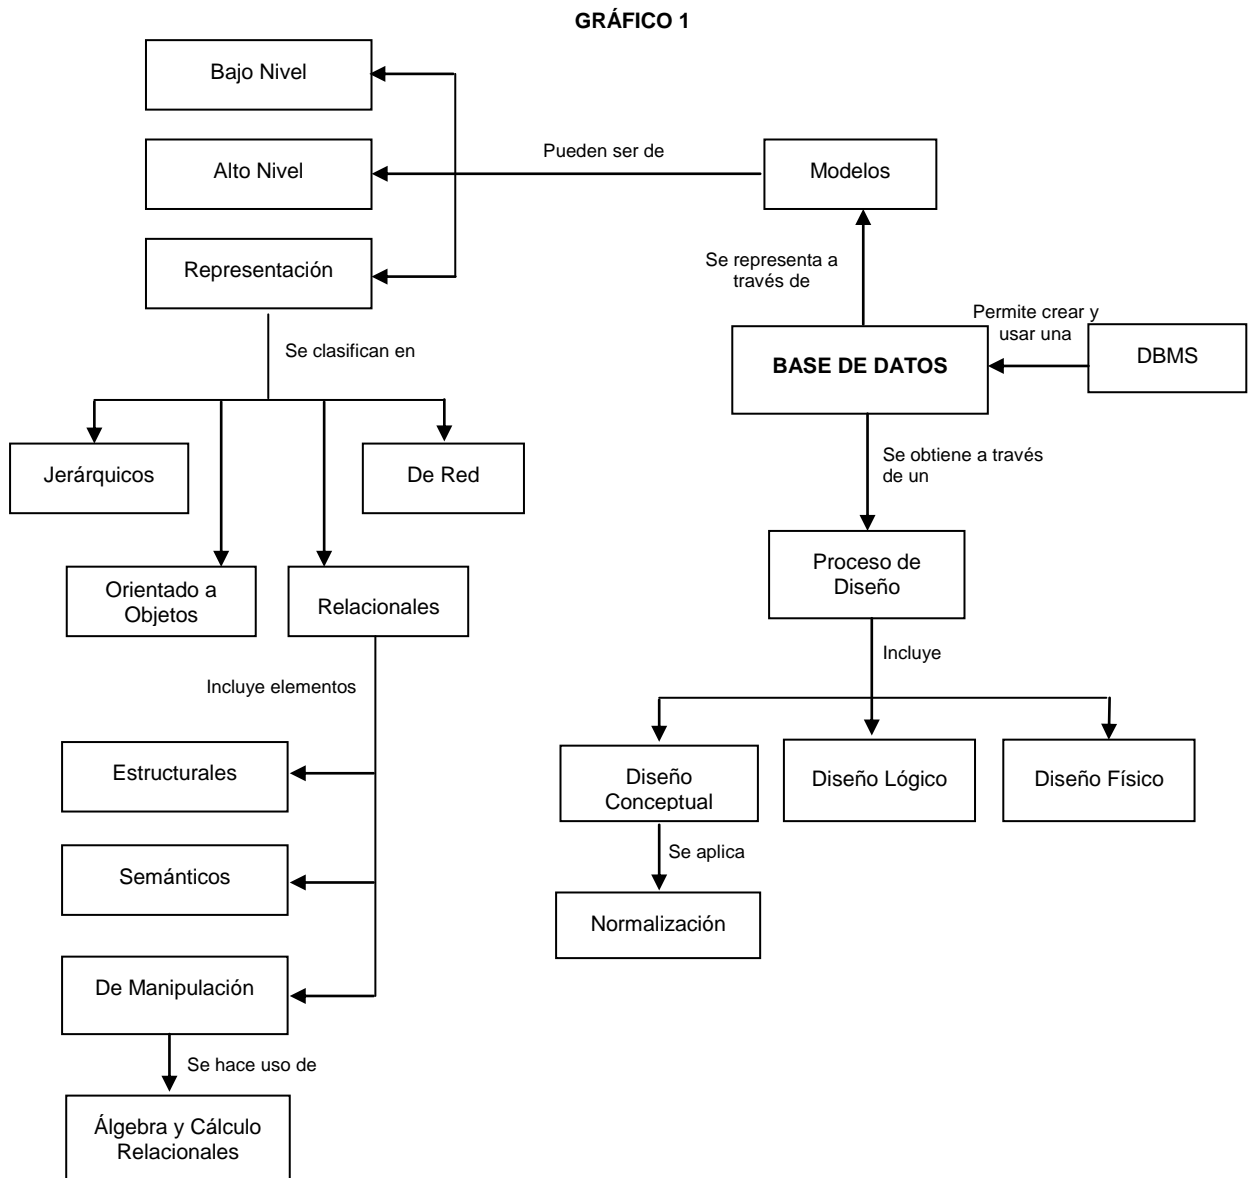 GRÁFICO 1
Bajo Nivel
Alto Nivel
Pueden ser de
Modelos
Representación
Se representa a
través de
Permite crear y
usar una
BASE DE DATOS
DBMS
Se clasifican en
Jerárquicos
De Red
Se obtiene a través
de un
Orientado a
Objetos
Relacionales
Proceso de
Diseño
Incluye elementos
Incluye
Estructurales
Diseño
Conceptual
Diseño Lógico
Diseño Físico
Semánticos
Se aplica
Normalización
De Manipulación
Se hace uso de
Álgebra y Cálculo
Relacionales